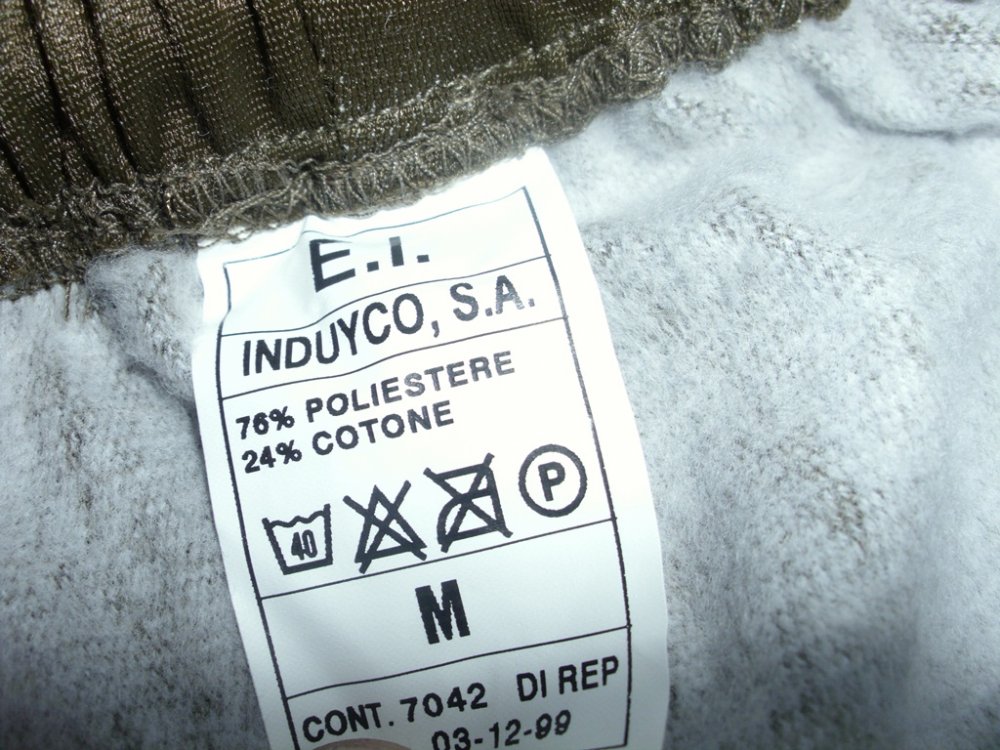 E.I.
INDUYCO, S.A.
76% POLIESTERE
24% COTONE
40 P
M
CONT. 7042 DI REP
03-12-99